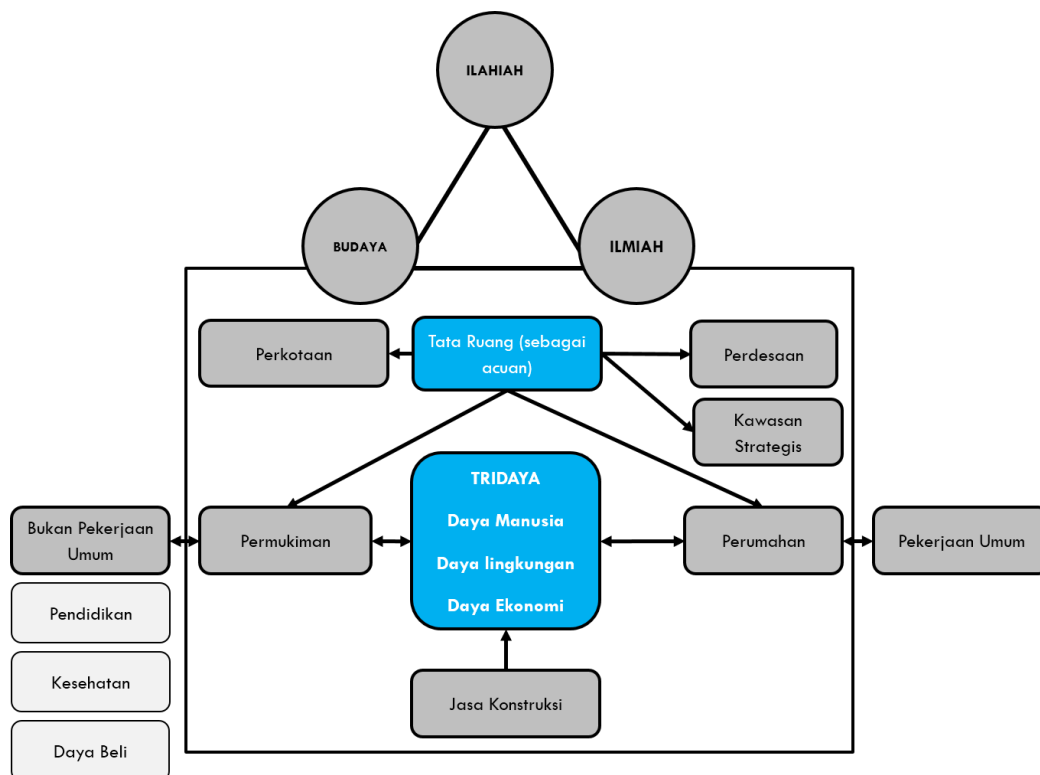 ILAHIAH
BUDAYA
ILMIAH
Perkotaan
Tata Ruang (sebagai
acuan)
Perdesaan
Kawasan
Strategis
Bukan Pekerjaan
Umum
Permukiman
TRIDAYA
Daya Manusia
Daya lingkungan
Daya Ekonomi
Perumahan
Pekerjaan Umum
Pendidikan
Kesehatan
Daya Beli
Jasa Konstruksi